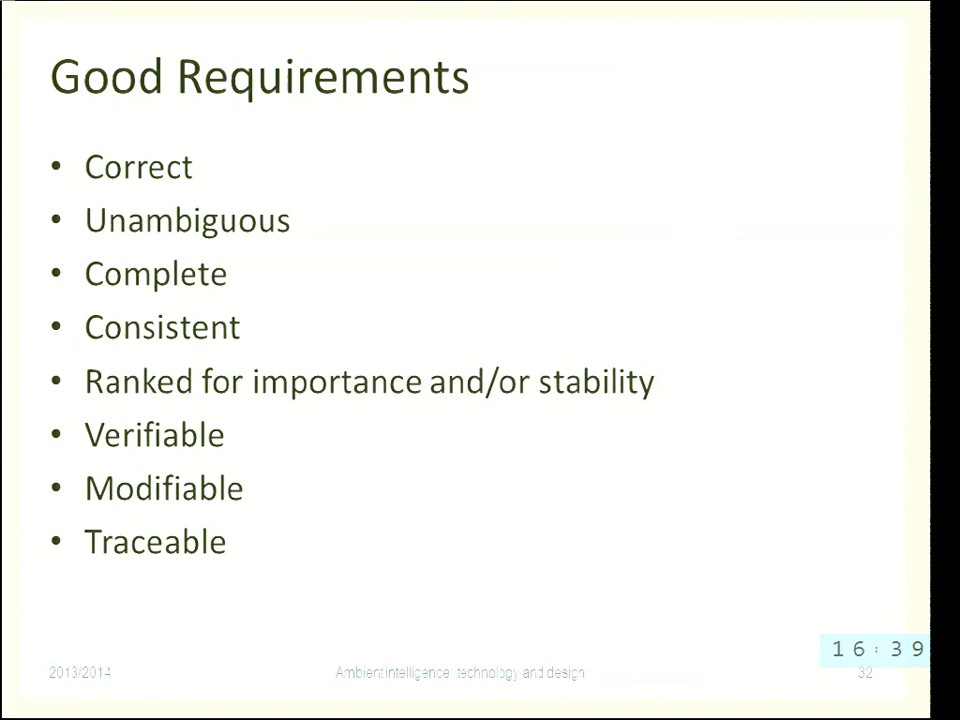 Good Requirements
• Correct
• Unambiguous
• Complete
• Consistent
• Ranked for importance and/or stability
• Verifiable
• Modifiable
• Traceable
16:39
2013/2014 Ambient intelligence: technology and design 32